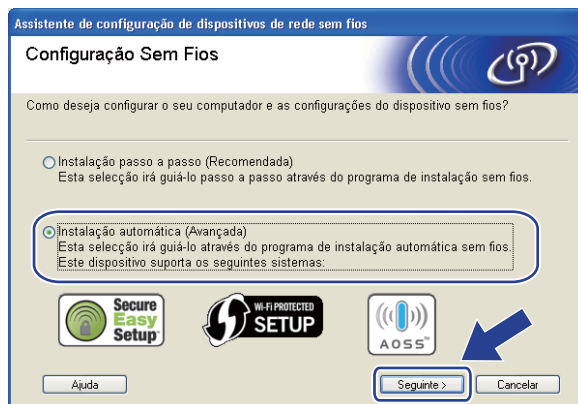 Assistente de configuração de dispositivos de rede sem fios
Configuração Sem Fios
Como deseja configurar o seu computador e as configurações do dispositivo sem fios?
Instalação passo a passo (Recomendada)
Esta selecção irá guiá-lo passo a passo através do programa de instalação sem fios.
Instalação automática (Avançada)
Esta selecção irá guiá-lo através do programa de instalação automática sem fios.
Este dispositivo suporta os seguintes sistemas:
Secure
Easy
Setup™
WI-FI PROTECTED
SETUP
AOSS™
Ajuda
Seguinte >
Cancelar